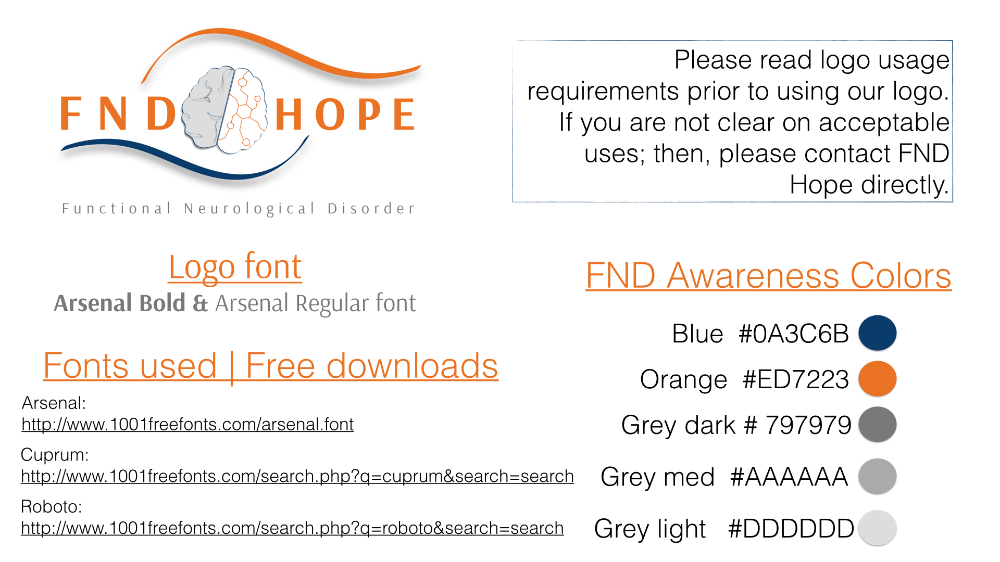 FND HOPE
Functional Neurological Disorder
Please read logo usage
requirements prior to using our logo.
If you are not clear on acceptable
uses; then, please contact FND
Hope directly.
Logo font
Arsenal Bold & Arsenal Regular font
Fonts used | Free downloads
Arsenal:
http://www.1001freefonts.com/arsenal.font
Cuprum:
http://www.1001freefonts.com/search.php?q=cuprum&search=search
Roboto:
http://www.1001freefonts.com/search.php?q=roboto&search=search
FND Awareness Colors
Blue #0A3C6B
Orange #ED7223
Grey dark # 797979
Grey med #AAAAAA
Grey light #DDDDDD